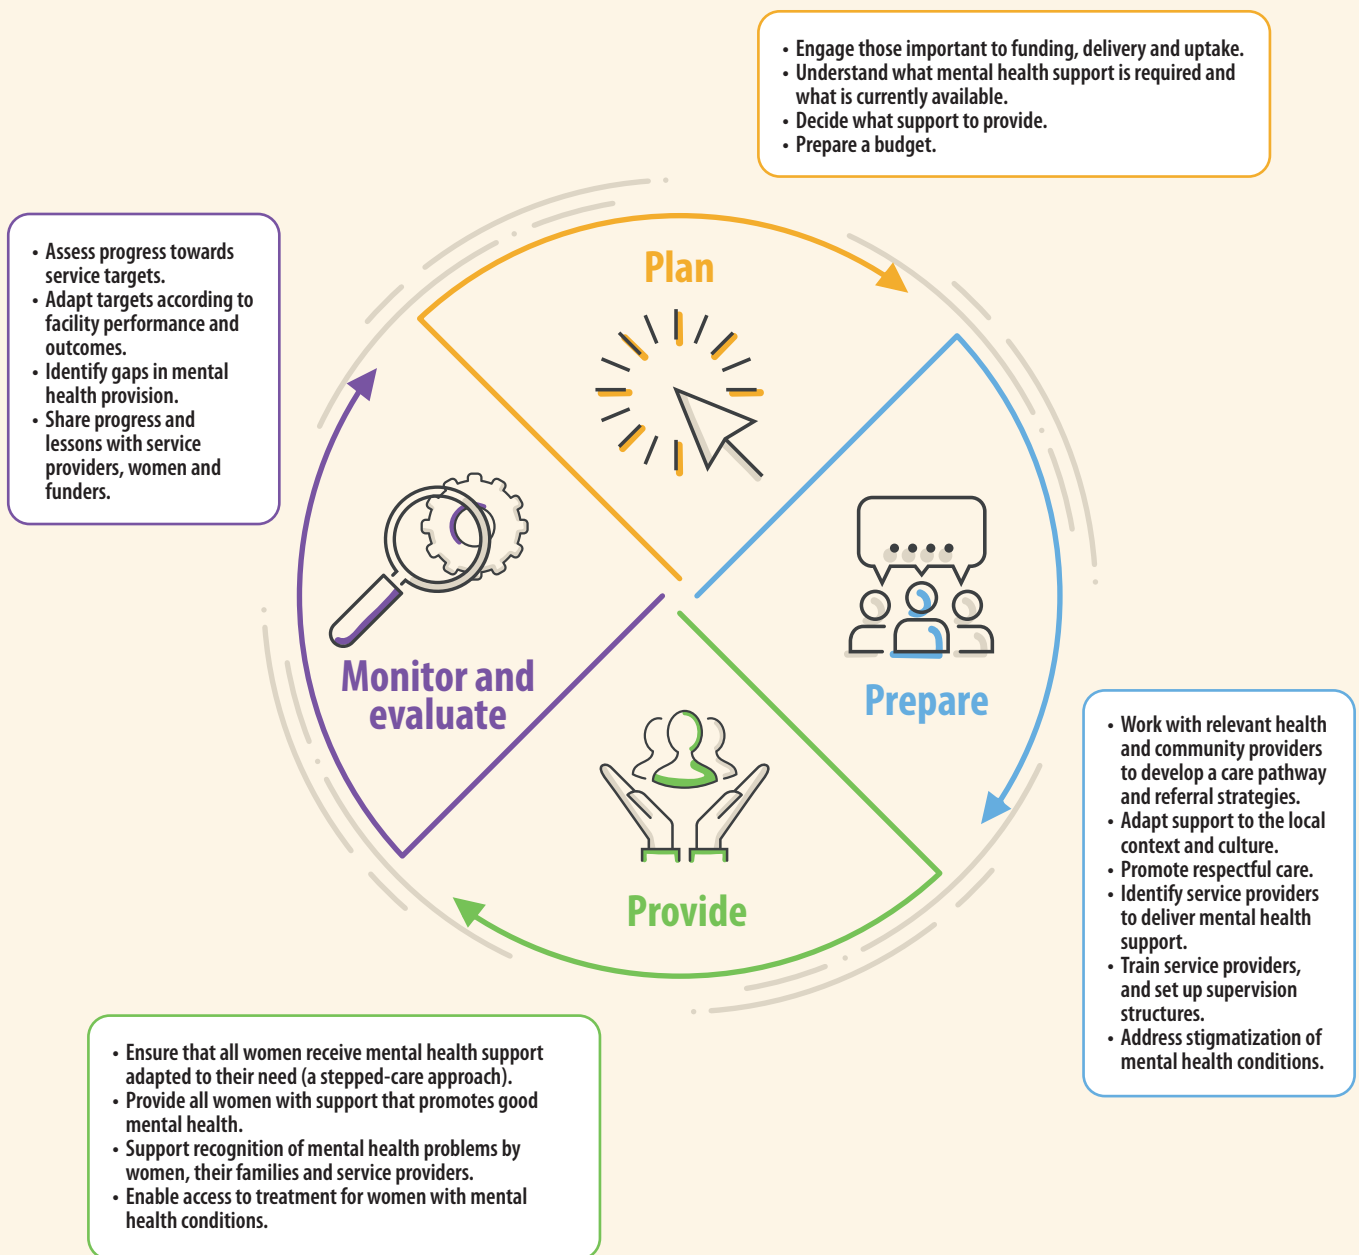 • Engage those important to funding, delivery and uptake.
• Understand what mental health support is required and
what is currently available.
• Decide what support to provide.
• Prepare a budget.
Plan
• Assess progress towards
service targets.
• Adapt targets according to
facility performance and
outcomes.
• Identify gaps in mental
health provision.
• Share progress and
lessons with service
providers, women and
funders.
Monitor and
evaluate
Prepare
• Work with relevant health
and community providers
to develop a care pathway
and referral strategies.
• Adapt support to the local
context and culture.
• Promote respectful care.
• Identify service providers
to deliver mental health
support.
• Train service providers,
and set up supervision
structures.
• Address stigmatization of
mental health conditions.
Provide
• Ensure that all women receive mental health support
adapted to their need (a stepped-care approach).
• Provide all women with support that promotes good
mental health.
• Support recognition of mental health problems by
women, their families and service providers.
• Enable access to treatment for women with mental
health conditions.